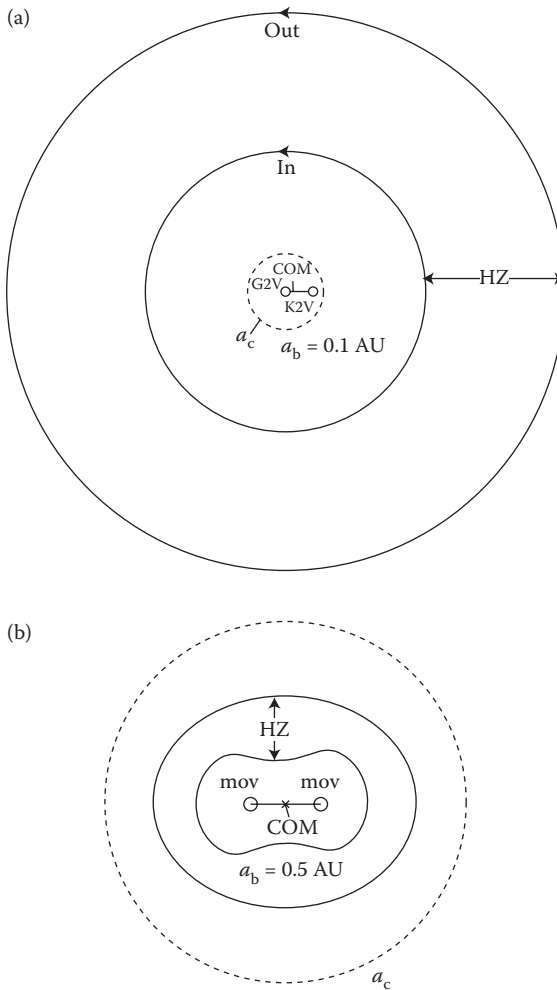 (a)
Out
In
COM
G2V
K2V
HZ
a_c
a_b = 0.1 AU
(b)
HZ
mov
mov
COM
a_b = 0.5 AU
a_c